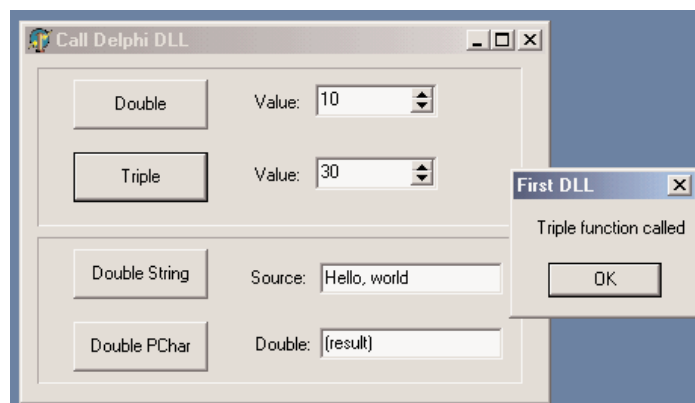 Call Delphi DLL
Double Value: 10
Triple Value: 30
Double String Source: Hello, world
Double PChar Double: (result)
First DLL
Triple function called
OK